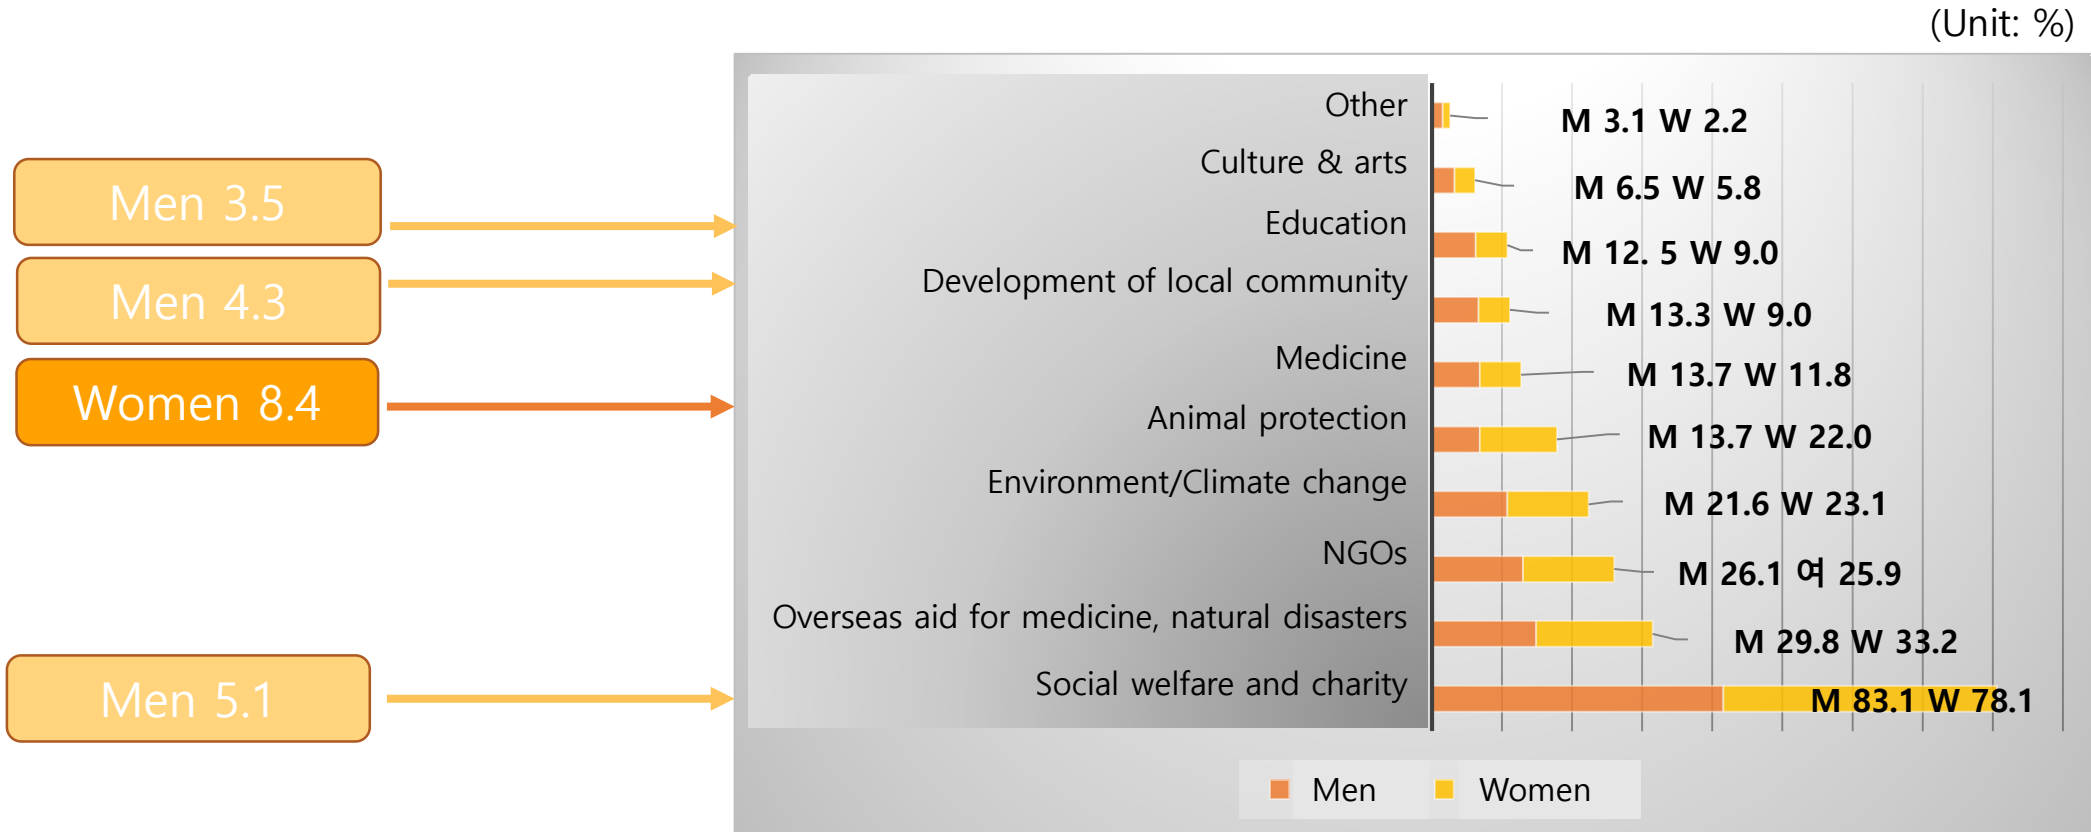 (Unit: %)
Men 3.5
Men 4.3
Women 8.4
Men 5.1
Other
M 3.1 W 2.2
Culture & arts
M 6.5 W 5.8
Education
M 12. 5 W 9.0
Development of local community
M 13.3 W 9.0
Medicine
M 13.7 W 11.8
Animal protection
M 13.7 W 22.0
Environment/Climate change
M 21.6 W 23.1
NGOs
M 26.1 여 25.9
Overseas aid for medicine, natural disasters
M 29.8 W 33.2
Social welfare and charity
M 83.1 W 78.1
Men
Women